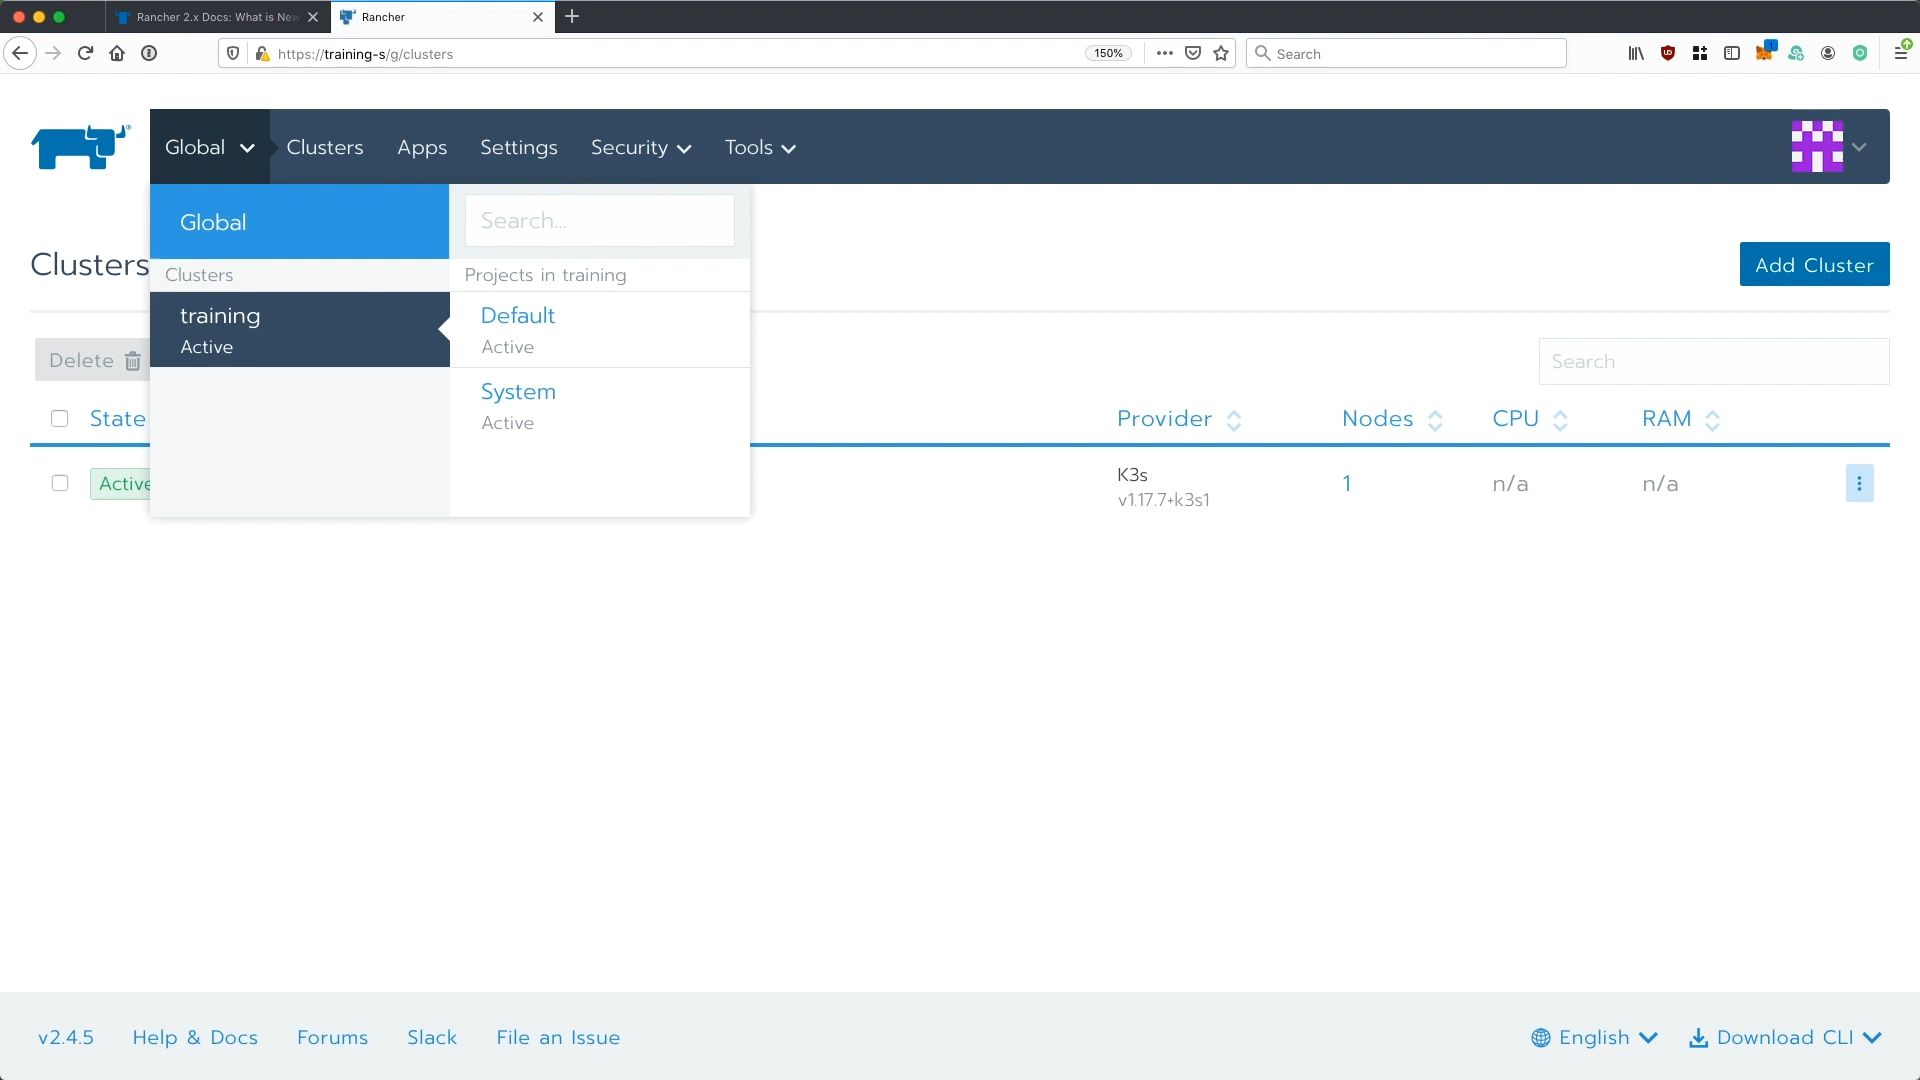 Rancher 2.x Docs: What is New
Rancher
https://training-s/g/clusters
150%
Search
Global
Clusters
Apps
Settings
Security
Tools
Global
Search...
Clusters
Clusters
Projects in training
Add Cluster
training
Active
Default
Active
Delete
Search
System
Active
State
Provider
Nodes
CPU
RAM
Active
K3s
v1.17.7+k3s1
1
n/a
n/a
v2.4.5
Help & Docs
Forums
Slack
File an Issue
English
Download CLI